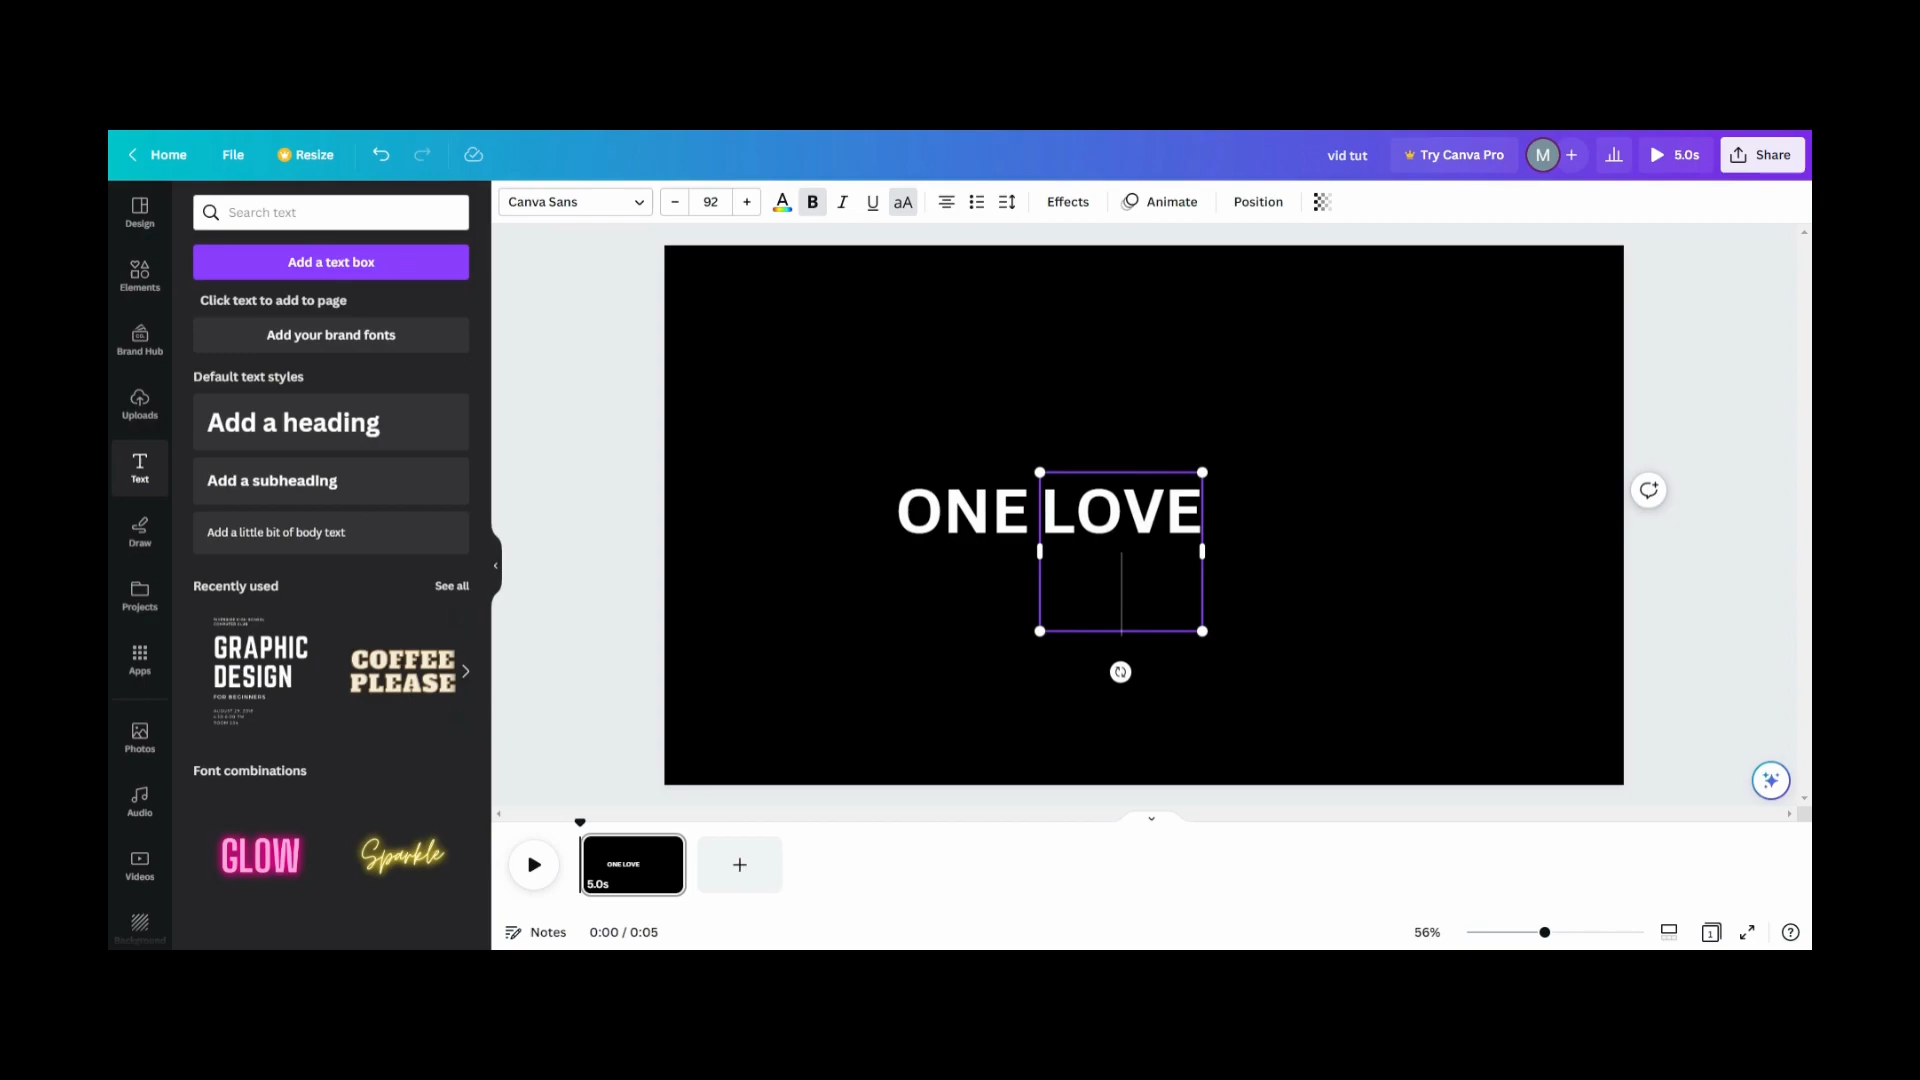 Home File Resize vid tut Try Canva Pro M + 5.0s Share
Canva Sans - 92 + A B I U aA Effects Animate Position
Design
Elements
Brand Hub
Uploads
Text
Draw
Projects
Apps
Photos
Audio
Videos
Background
Search text
Add a text box
Click text to add to page
Add your brand fonts
Default text styles
Add a heading
Add a subheading
Add a little bit of body text
Recently used See all
GRAPHIC
DESIGN
FOR BEGINNERS
COFFEE
PLEASE
Font combinations
GLOW
Sparkle
ONE LOVE
ONE LOVE
5.0s
+
Notes 0:00 / 0:05 56% 1 ?